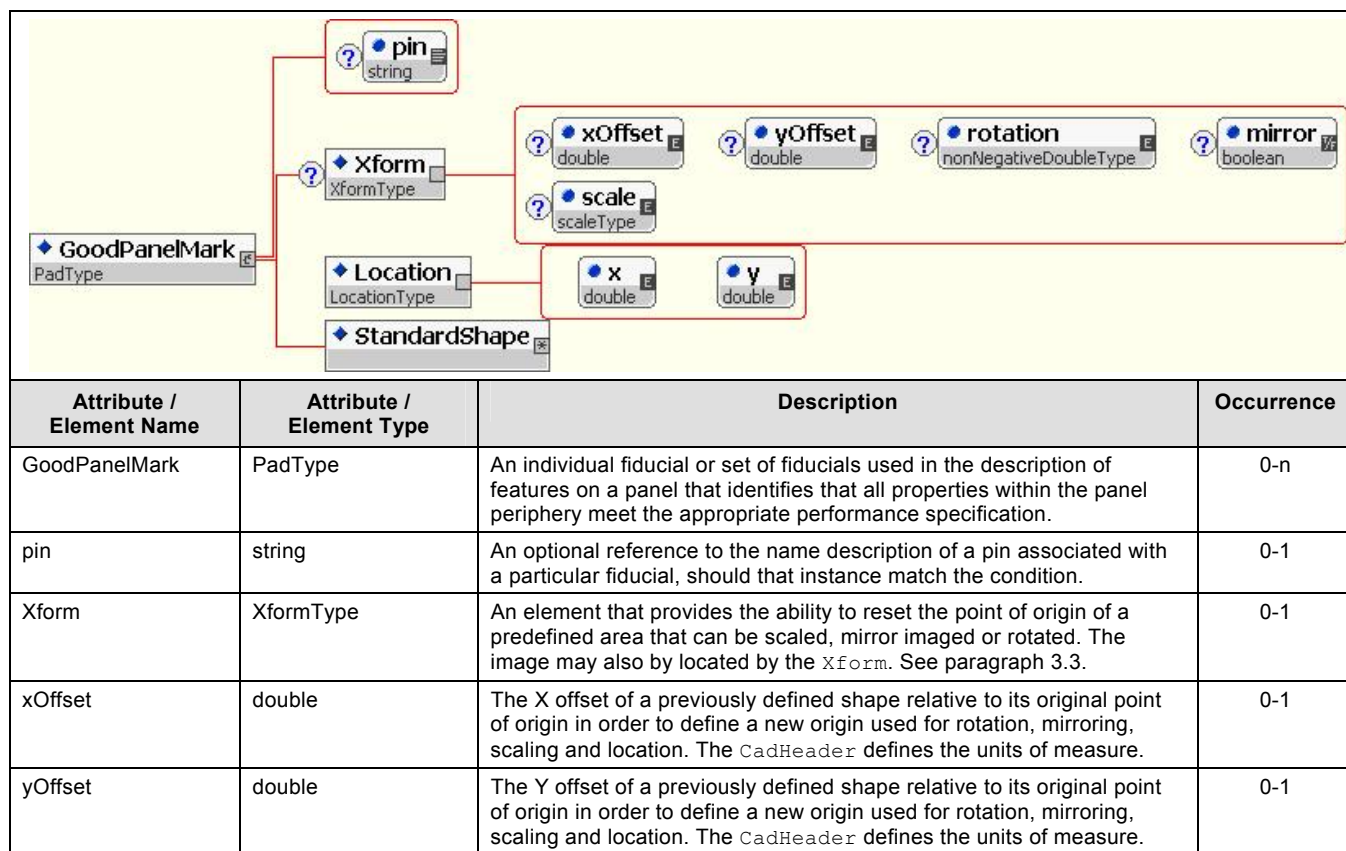 ? pin
string
? xOffset E
double
? yOffset E
double
? rotation E
nonNegativeDoubleType
? mirror T/F
boolean
? Xform
XformType
? scale E
scaleType
GoodPanelMark
PadType
Location
LocationType
x E
double
y E
double
StandardShape *
Attribute / Element Name
Attribute / Element Type
Description
Occurrence
GoodPanelMark
PadType
An individual fiducial or set of fiducials used in the description of
features on a panel that identifies that all properties within the panel
periphery meet the appropriate performance specification.
0-n
pin
string
An optional reference to the name description of a pin associated with
a particular fiducial, should that instance match the condition.
0-1
Xform
XformType
An element that provides the ability to reset the point of origin of a
predefined area that can be scaled, mirror imaged or rotated. The
image may also by located by the Xform. See paragraph 3.3.
0-1
xOffset
double
The X offset of a previously defined shape relative to its original point
of origin in order to define a new origin used for rotation, mirroring,
scaling and location. The CadHeader defines the units of measure.
0-1
yOffset
double
The Y offset of a previously defined shape relative to its original point
of origin in order to define a new origin used for rotation, mirroring,
scaling and location. The CadHeader defines the units of measure.
0-1